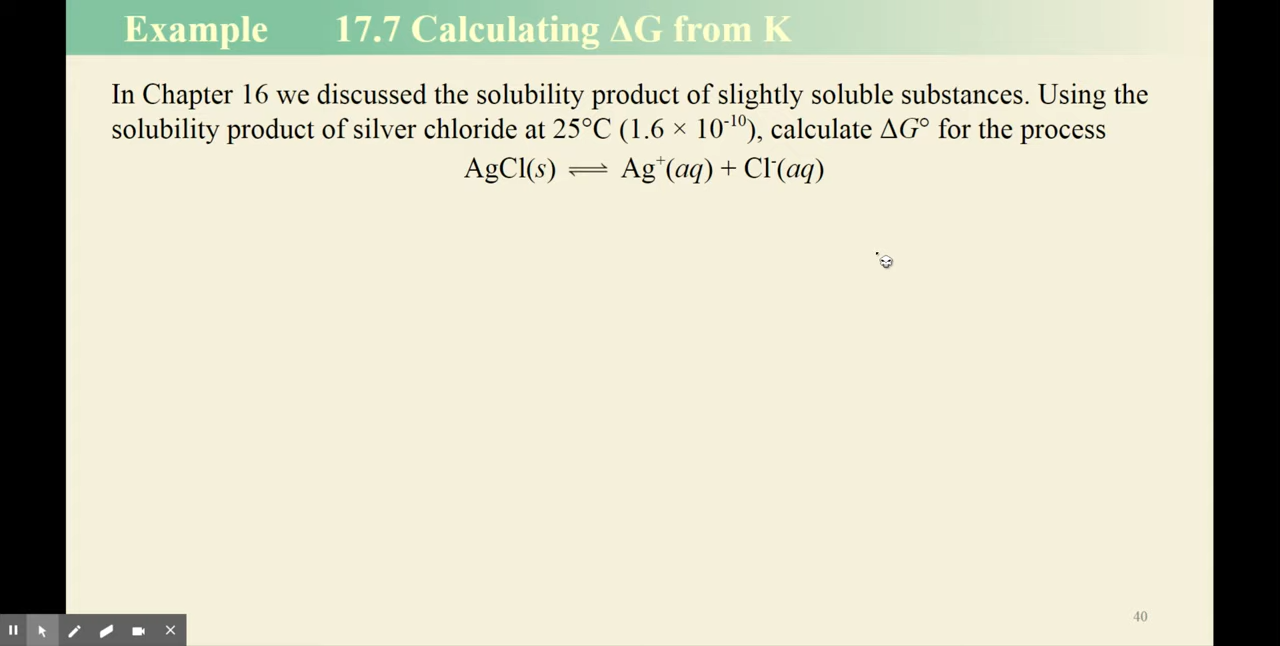 Example 17.7 Calculating ΔG from K
In Chapter 16 we discussed the solubility product of slightly soluble substances. Using the
solubility product of silver chloride at 25°C (1.6 × 10⁻¹⁰), calculate ΔG° for the process
AgCl(s) ⇌ Ag⁺(aq) + Cl⁻(aq)
40